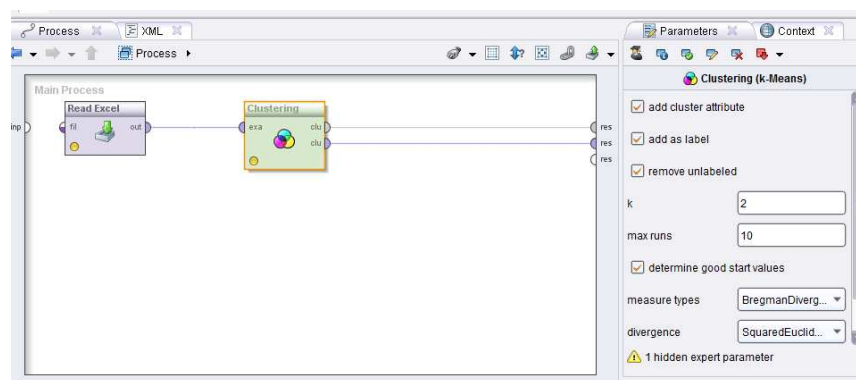 Process XML
Process
Main Process
Read Excel
inp fil out
Clustering
exa clu
clu
res
res
res
Parameters Context
Clustering (k-Means)
add cluster attribute
add as label
remove unlabeled
k 2
max runs 10
determine good start values
measure types BregmanDiverg...
divergence SquaredEuclid...
1 hidden expert parameter